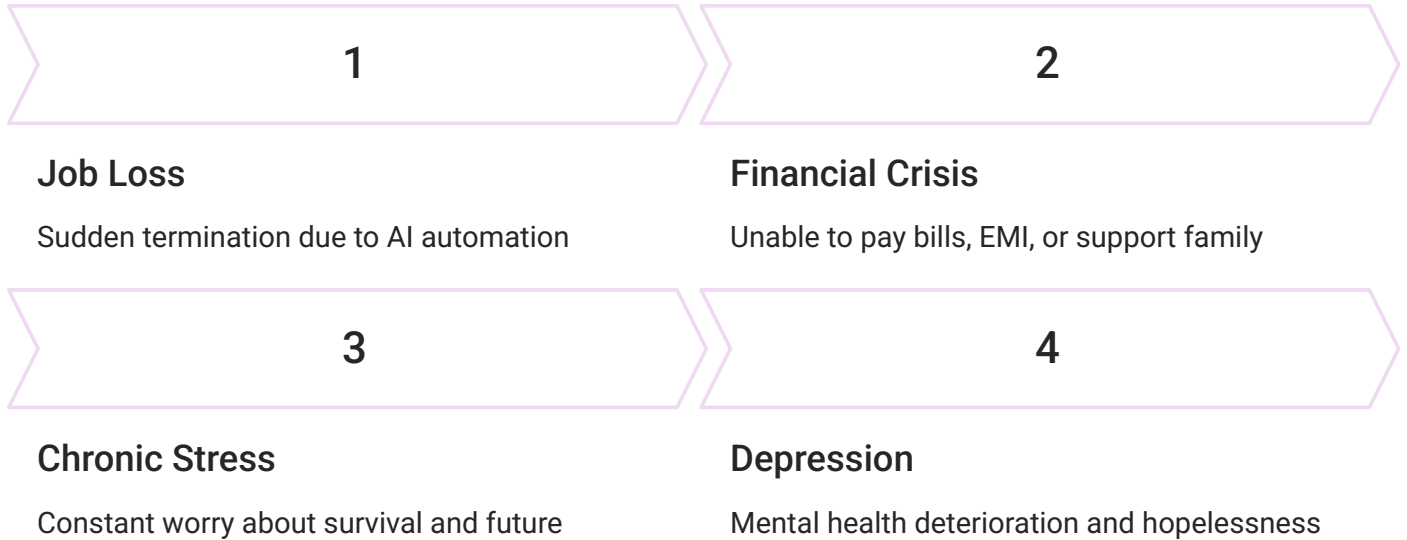 1
2
Job Loss
Sudden termination due to AI automation
Financial Crisis
Unable to pay bills, EMI, or support family
3
4
Chronic Stress
Constant worry about survival and future
Depression
Mental health deterioration and hopelessness